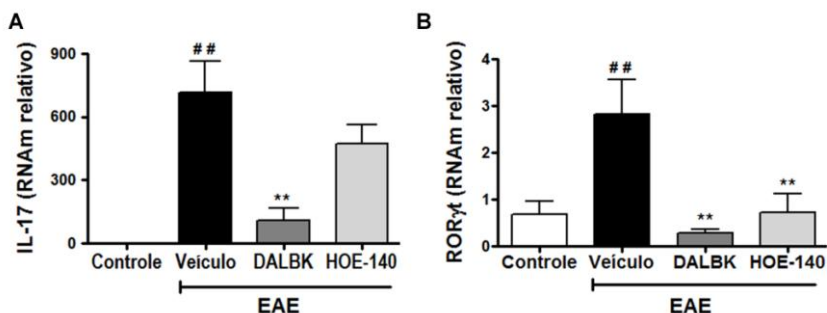 A
IL-17 (RNAm relativo)
900
600
300
0
##
**
Controle Veículo DALBK HOE-140
EAE
B
RORγt (RNAm relativo)
4
3
2
1
0
##
**
**
Controle Veículo DALBK HOE-140
EAE